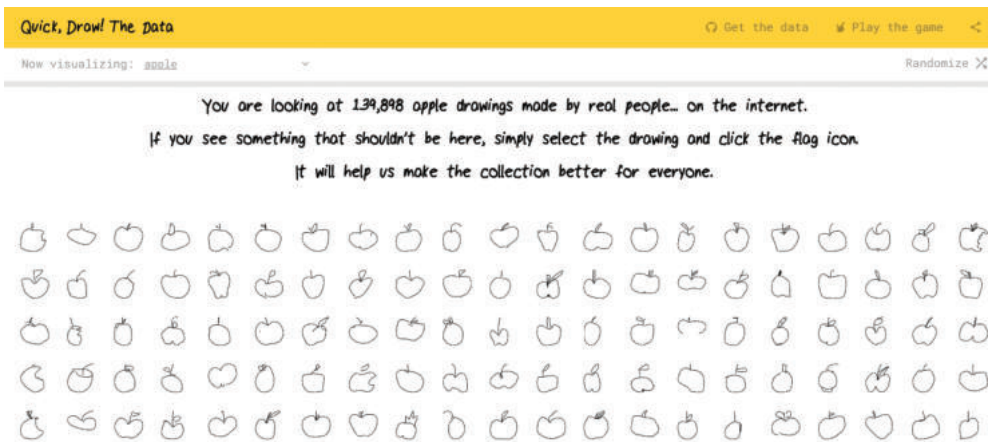 Quick, Draw! The Data
Get the data
Play the game
Now visualizing: apple
Randomize
You are looking at 139,898 apple drawings made by real people... on the internet.
If you see something that shouldn't be here, simply select the drawing and click the flag icon.
It will help us make the collection better for everyone.